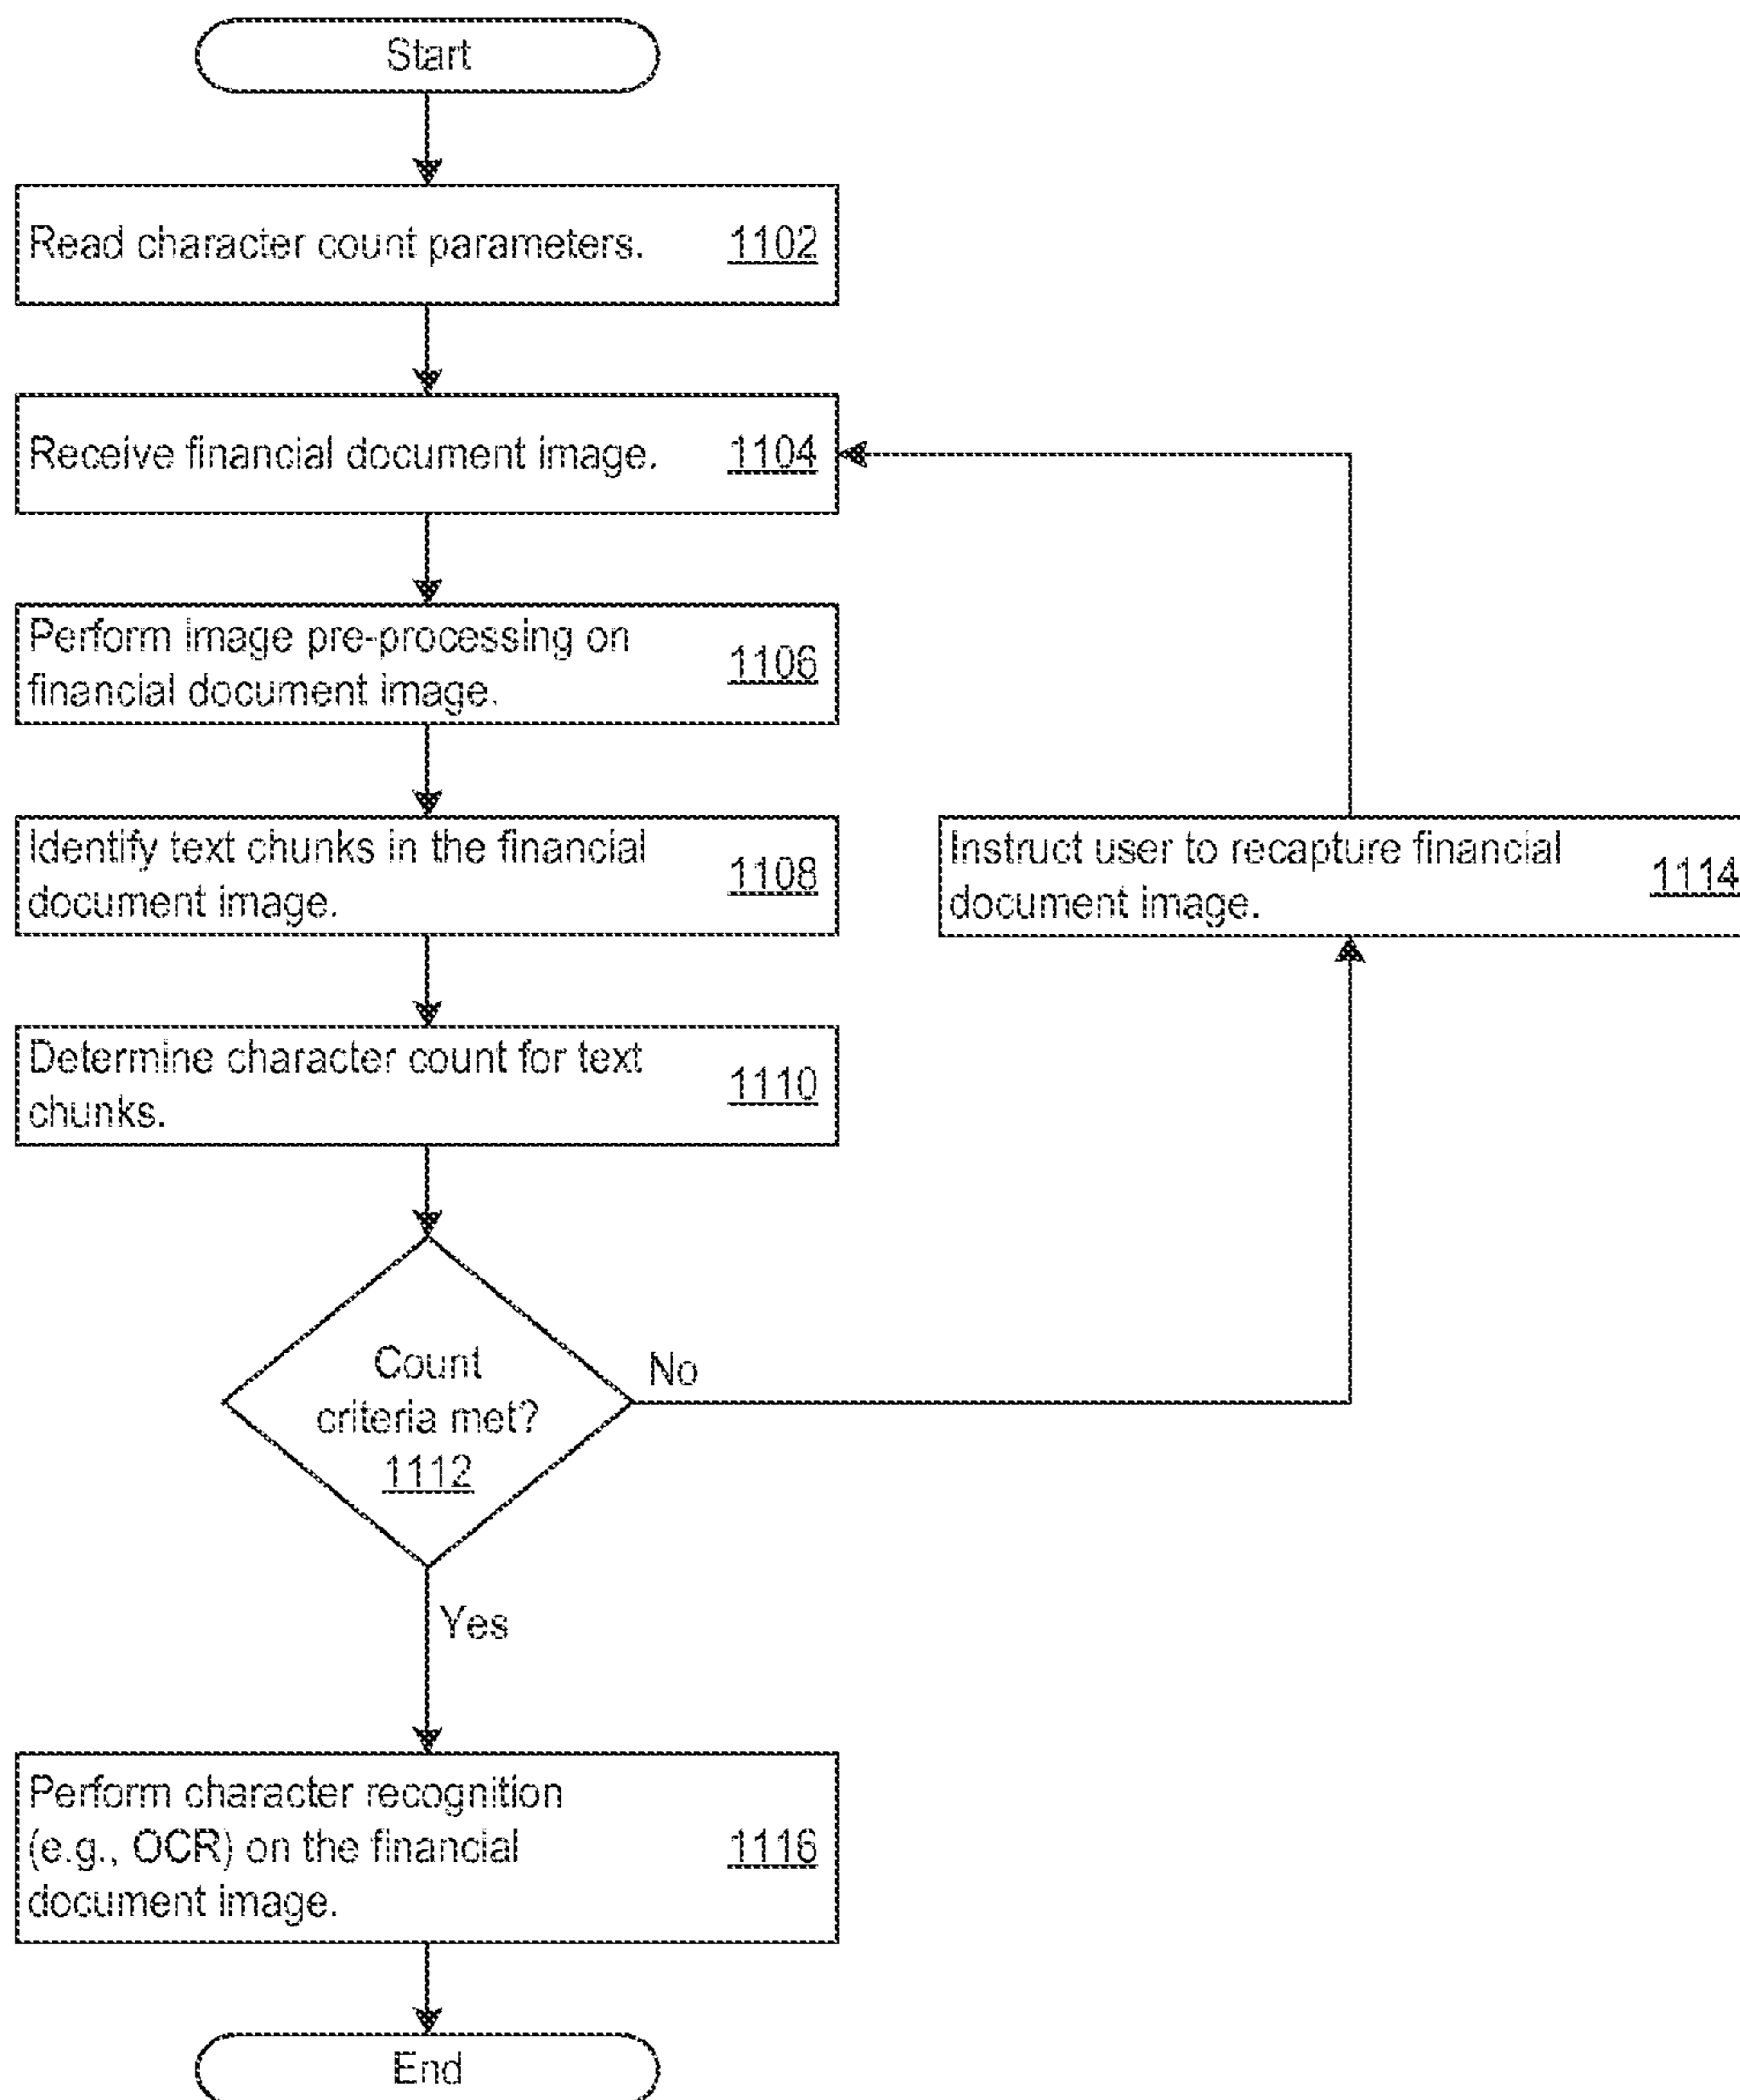 Start
Read character count parameters. 1102
Receive financial document image. 1104
Perform image pre-processing on
financial document image. 1106
Identify text chunks in the financial
document image. 1108
Instruct user to recapture financial
document image. 1114
Determine character count for text
chunks. 1110
Count
criteria met?
1112
No
Yes
Perform character recognition
(e.g., OCR) on the financial
document image. 1116
End